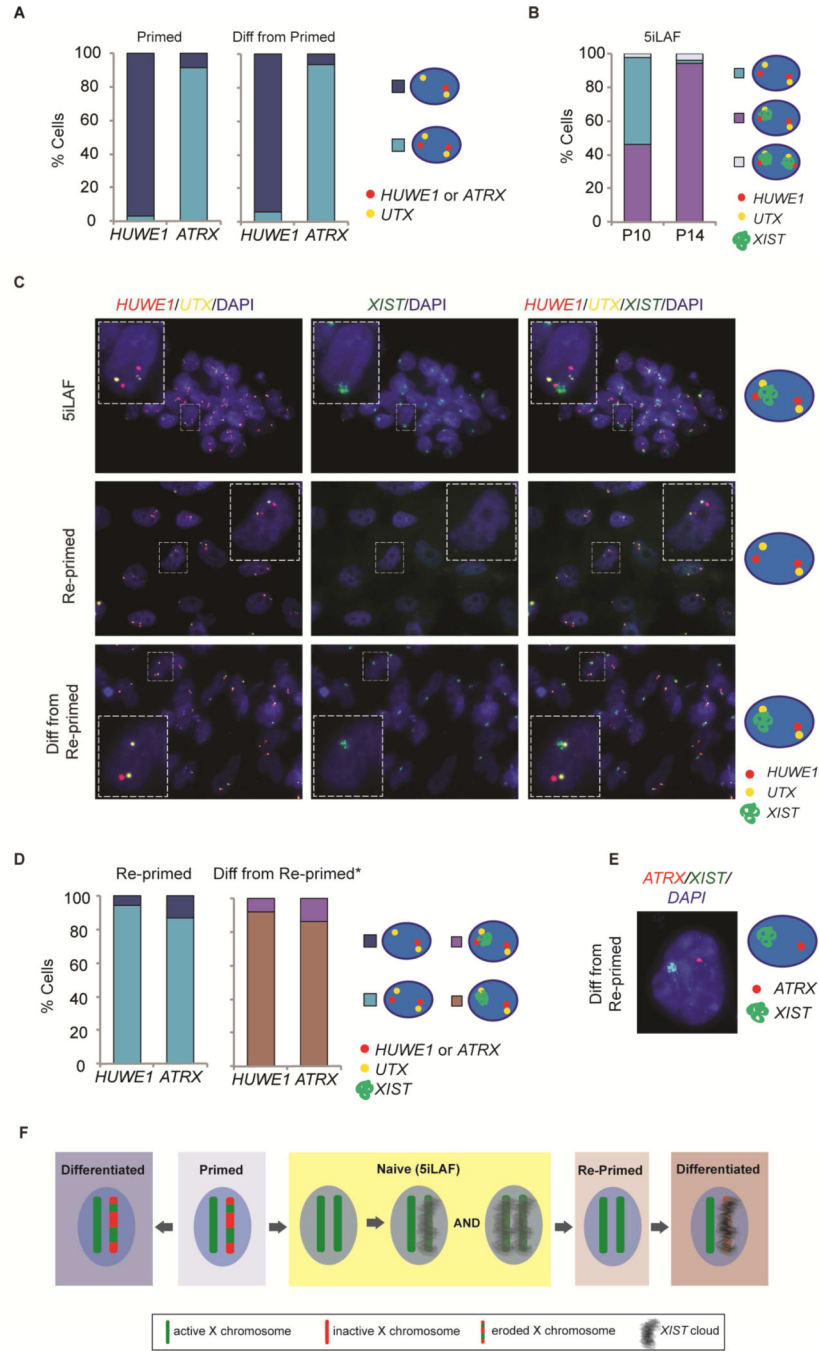 A
Primed
Diff from Primed
% Cells
100
80
60
40
20
0
HUWE1 ATRX
HUWE1 ATRX
HUWE1 or ATRX
UTX
B
5iLAF
% Cells
100
80
60
40
20
0
P10
P14
HUWE1
UTX
XIST
C
HUWE1/UTX/DAPI
XIST/DAPI
HUWE1/UTX/XIST/DAPI
5iLAF
Re-primed
Diff from
Re-primed
HUWE1
UTX
XIST
D
Re-primed
Diff from Re-primed*
% Cells
100
80
60
40
20
0
HUWE1 ATRX
HUWE1 ATRX
HUWE1 or ATRX
UTX
XIST
E
ATRX/XIST/
DAPI
Diff from
Re-primed
ATRX
XIST
F
Differentiated
Primed
Naive (5iLAF)
AND
Re-Primed
Differentiated
active X chromosome
inactive X chromosome
eroded X chromosome
XIST cloud